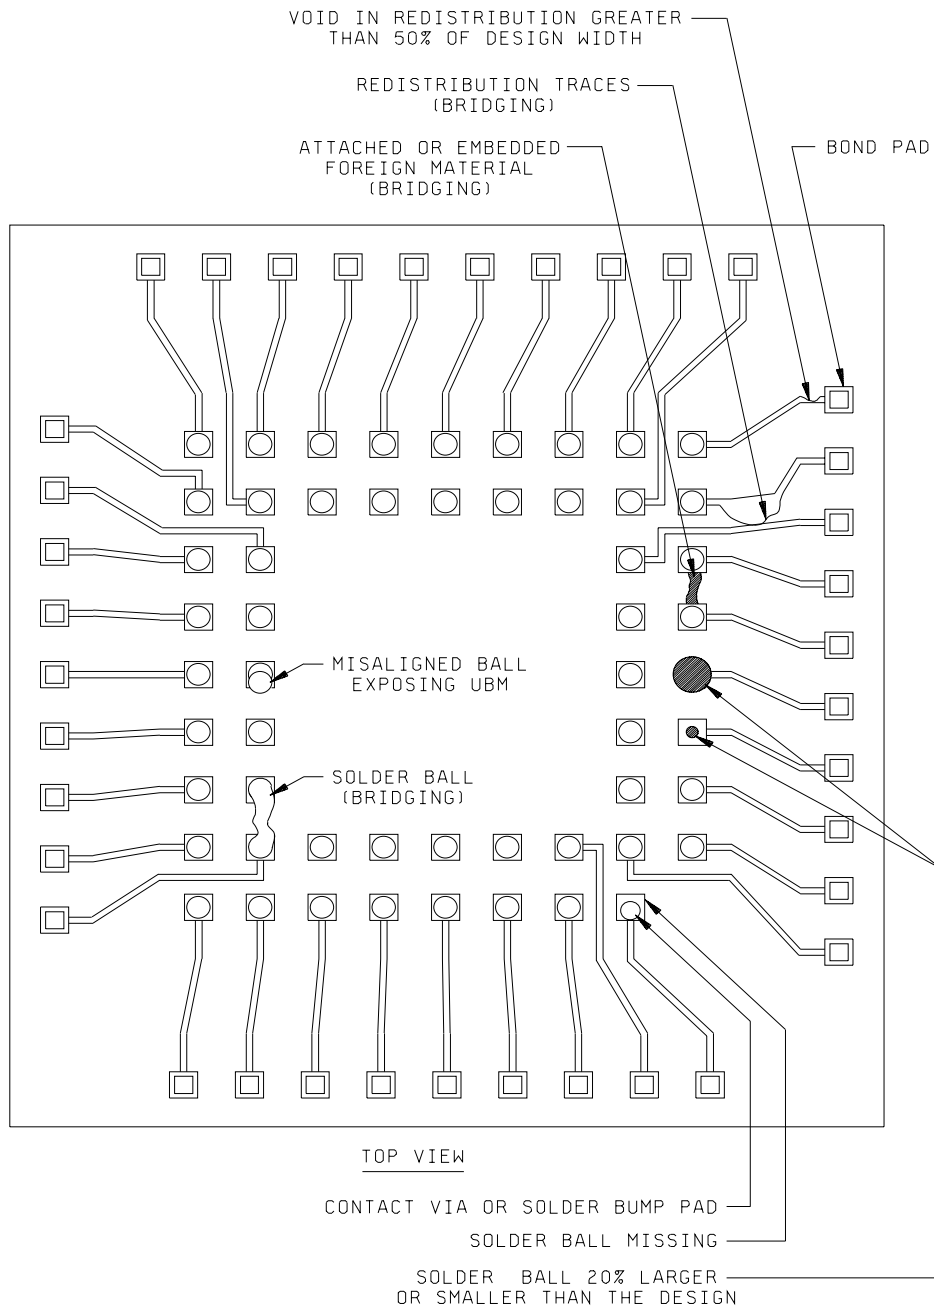 VOID IN REDISTRIBUTION GREATER
THAN 50% OF DESIGN WIDTH
REDISTRIBUTION TRACES
(BRIDGING)
ATTACHED OR EMBEDDED
FOREIGN MATERIAL
(BRIDGING)
BOND PAD
MISALIGNED BALL
EXPOSING UBM
SOLDER BALL
(BRIDGING)
TOP VIEW
CONTACT VIA OR SOLDER BUMP PAD
SOLDER BALL MISSING
SOLDER BALL 20% LARGER
OR SMALLER THAN THE DESIGN